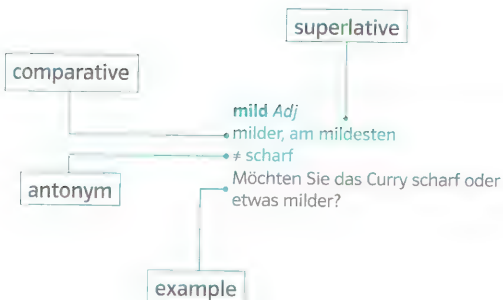 superlative
comparative
mild Adj
milder, am mildesten
≠ scharf
antonym
Möchten Sie das Curry scharf oder
etwas milder?
example